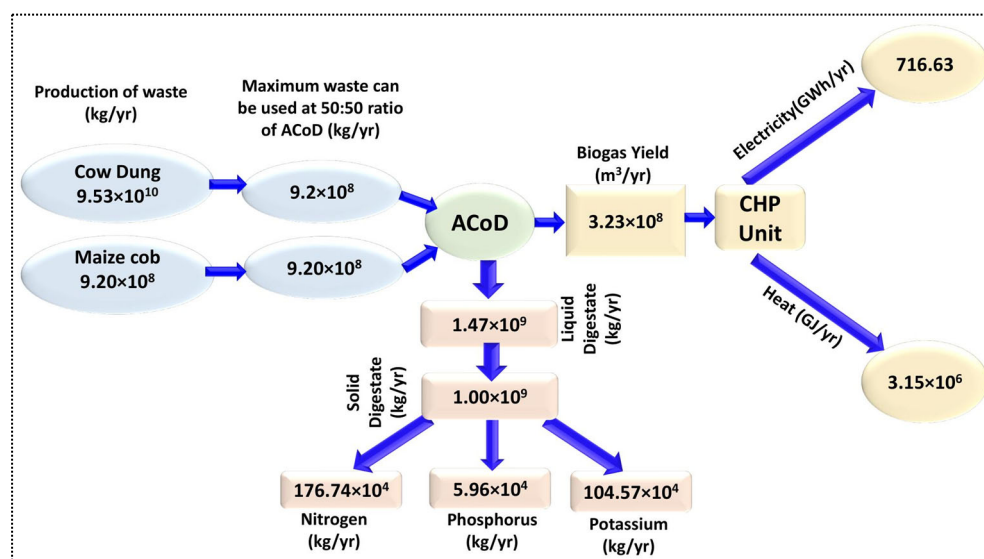 Production of waste
(kg/yr)
Maximum waste can
be used at 50:50 ratio
of ACoD (kg/yr)
Cow Dung
9.53×10¹⁰
9.2×10⁸
Maize cob
9.20×10⁸
9.20×10⁸
ACoD
Biogas Yield
(m³/yr)
3.23×10⁸
CHP
Unit
Electricity(GWh/yr)
716.63
Heat (GJ/yr)
3.15×10⁶
1.47×10⁹
Liquid
Digestate
(kg/yr)
Solid
Digestate
(kg/yr)
1.00×10⁹
176.74×10⁴
Nitrogen
(kg/yr)
5.96×10⁴
Phosphorus
(kg/yr)
104.57×10⁴
Potassium
(kg/yr)